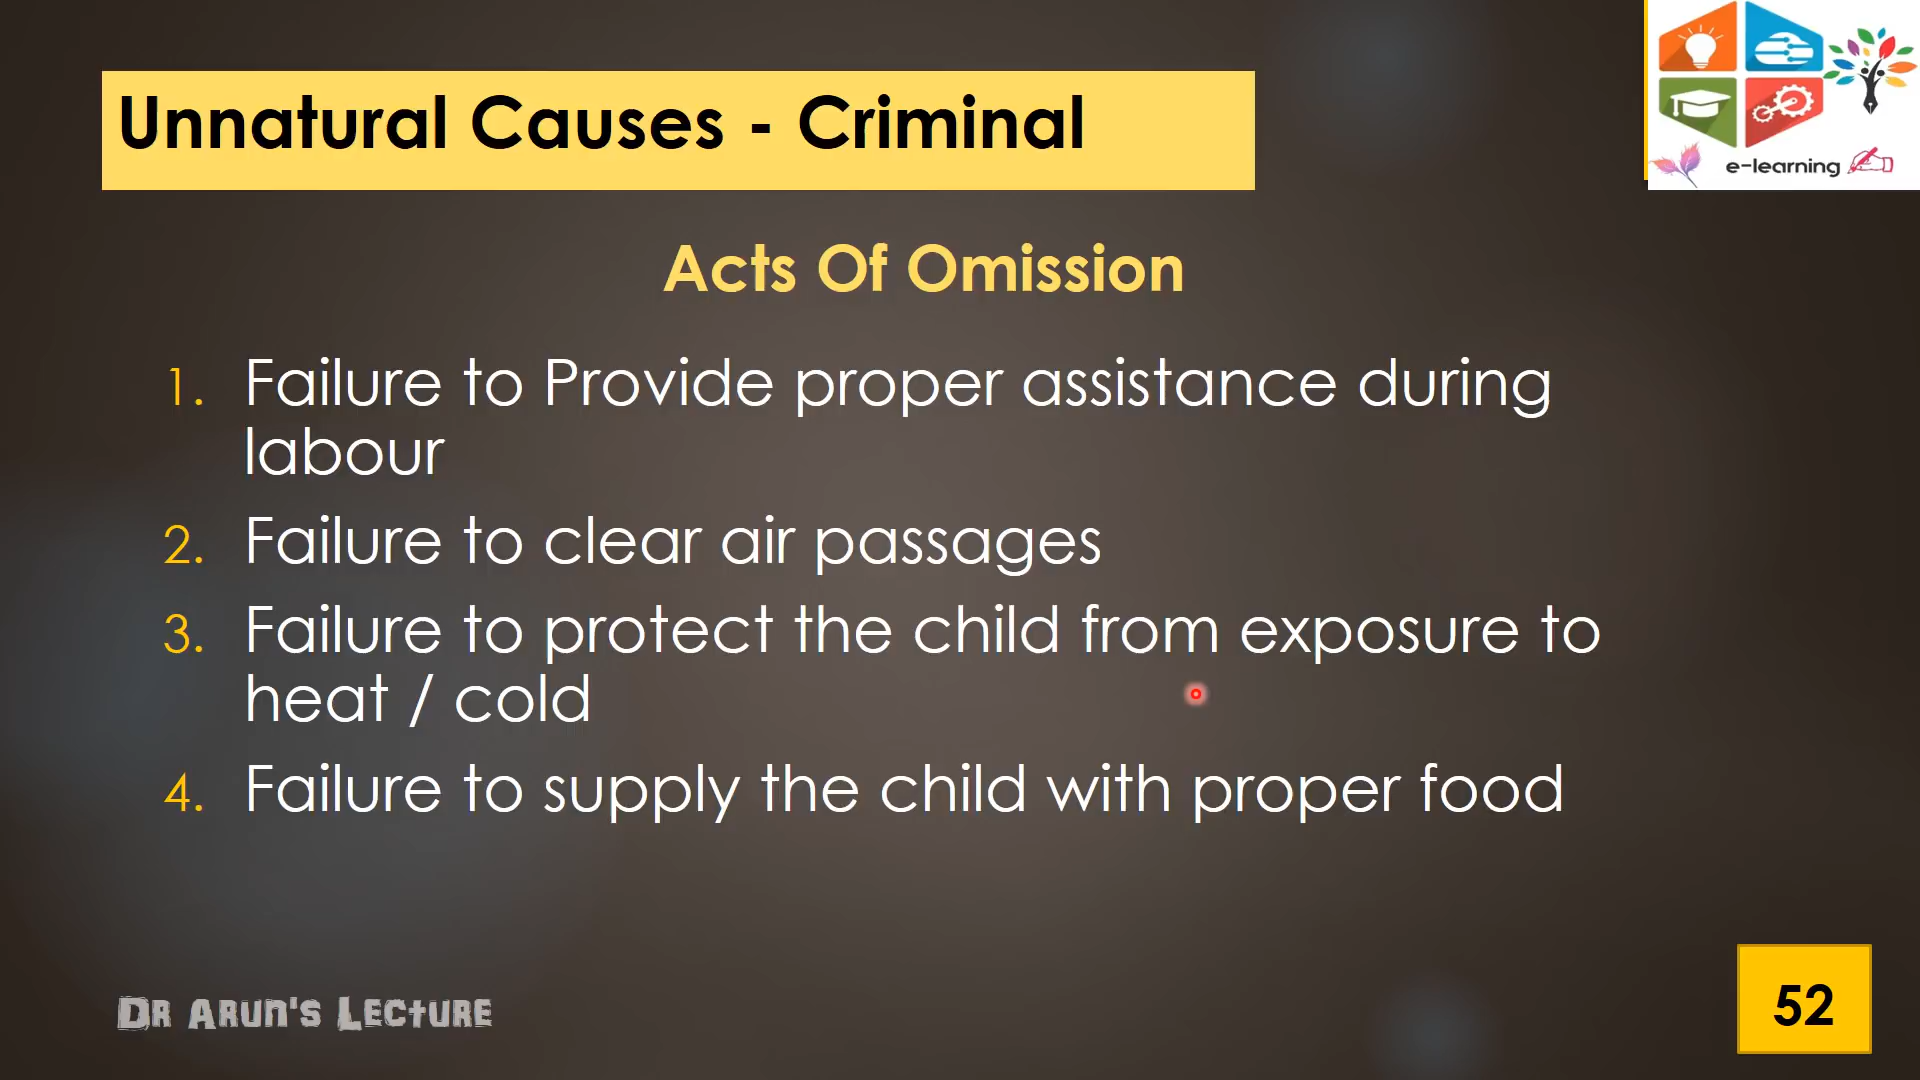 Unnatural Causes - Criminal
e-learning
Acts Of Omission
1. Failure to Provide proper assistance during
labour
2. Failure to clear air passages
3. Failure to protect the child from exposure to
heat / cold
4. Failure to supply the child with proper food
Dr Arun's Lecture
52